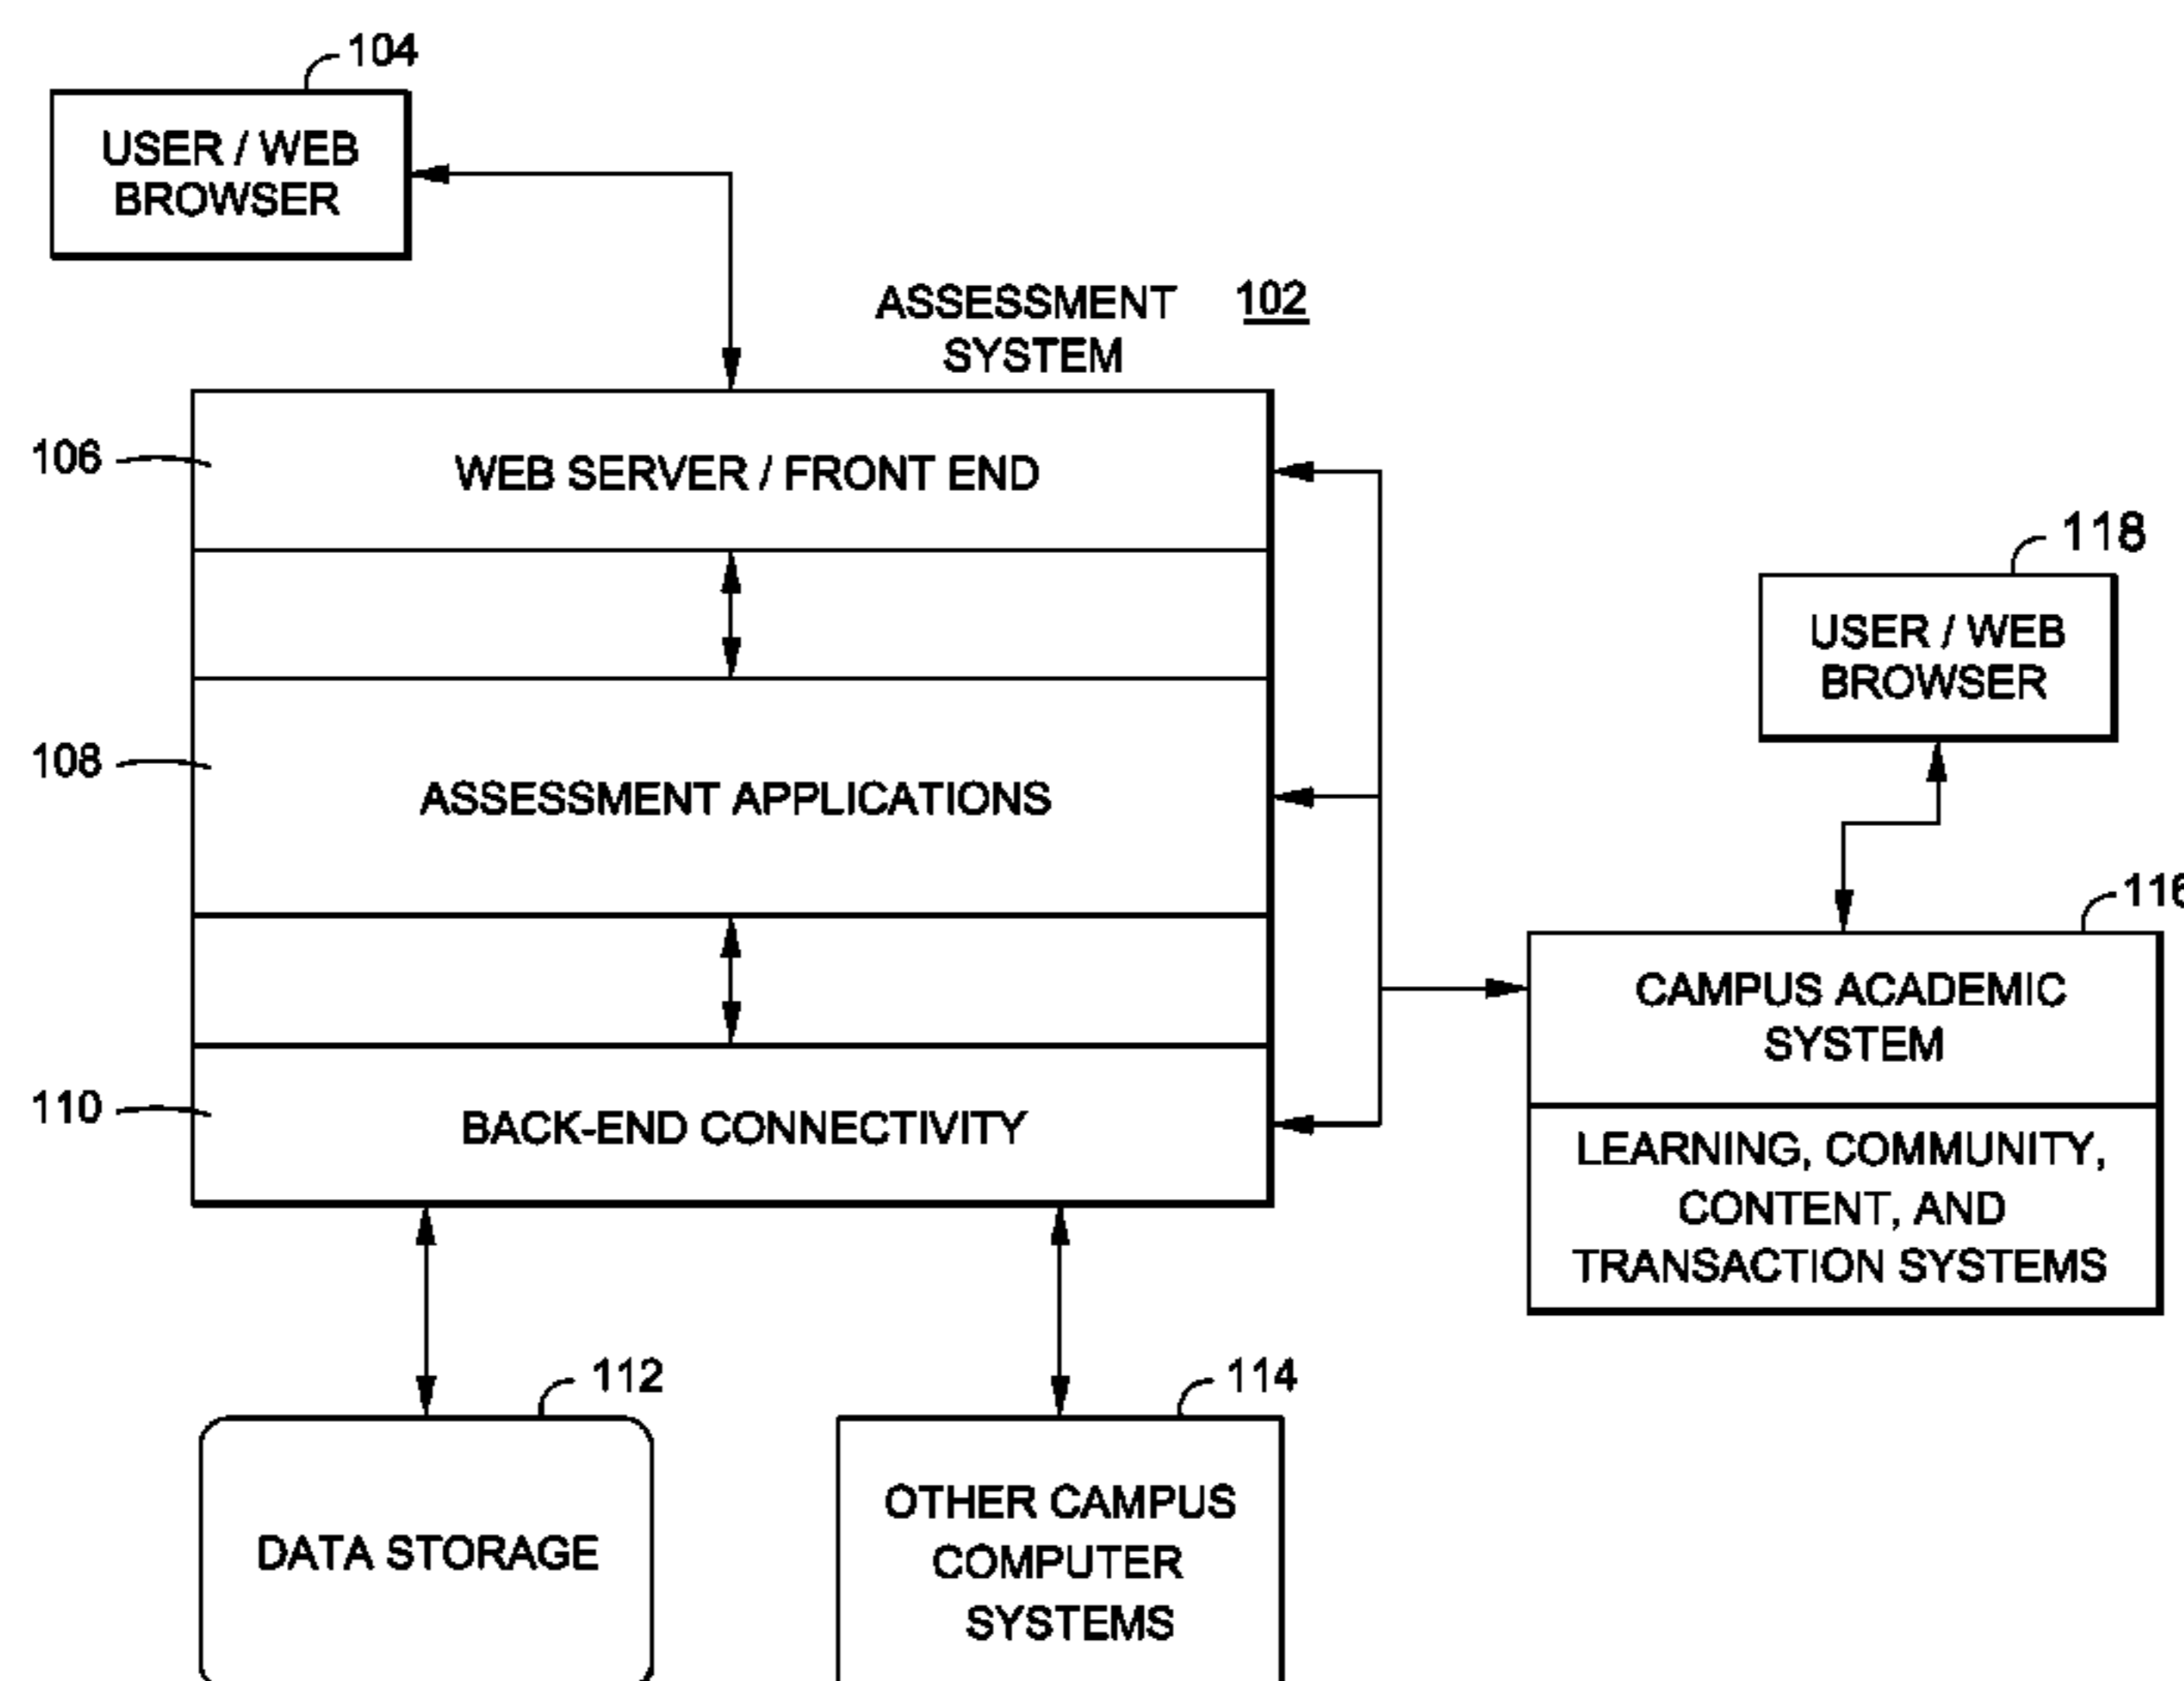 104
USER / WEB
BROWSER
ASSESSMENT 102
SYSTEM
106
WEB SERVER / FRONT END
118
USER / WEB
BROWSER
108
ASSESSMENT APPLICATIONS
116
CAMPUS ACADEMIC
SYSTEM
110
BACK-END CONNECTIVITY
LEARNING, COMMUNITY,
CONTENT, AND
TRANSACTION SYSTEMS
112
DATA STORAGE
114
OTHER CAMPUS
COMPUTER
SYSTEMS